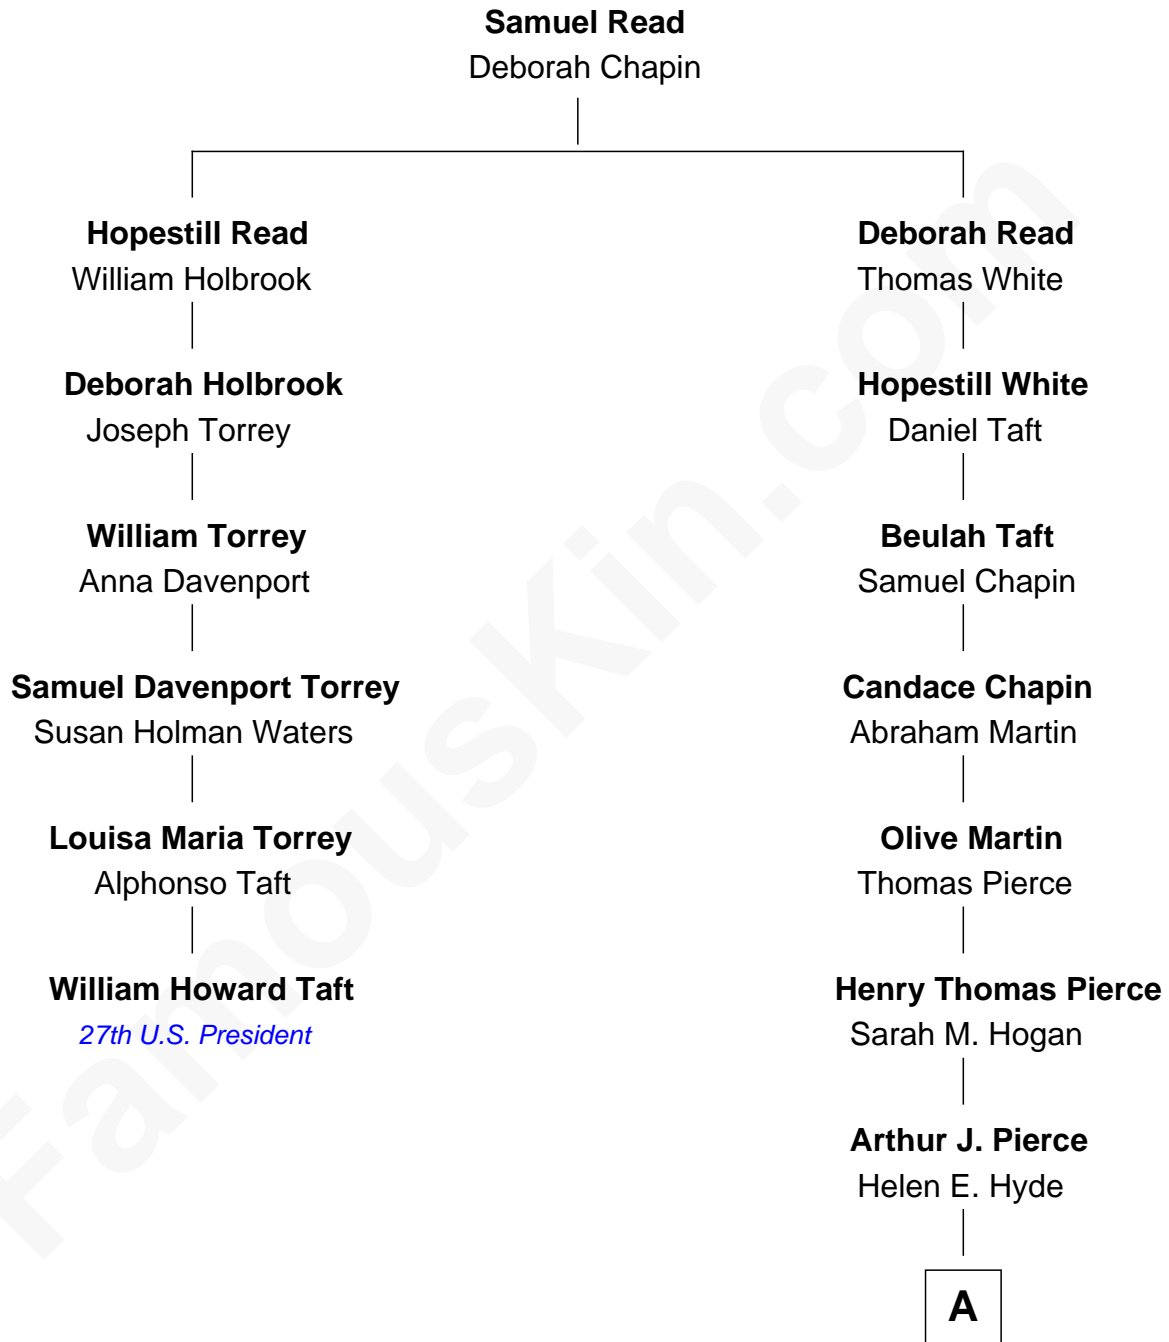 Samuel Read
Deborah Chapin
Hopestill Read
William Holbrook
Deborah Read
Thomas White
Deborah Holbrook
Joseph Torrey
Hopestill White
Daniel Taft
William Torrey
Anna Davenport
Beulah Taft
Samuel Chapin
Samuel Davenport Torrey
Susan Holman Waters
Candace Chapin
Abraham Martin
Louisa Maria Torrey
Alphonso Taft
Olive Martin
Thomas Pierce
William Howard Taft
27th U.S. President
Henry Thomas Pierce
Sarah M. Hogan
Arthur J. Pierce
Helen E. Hyde
A
FamousKin.com